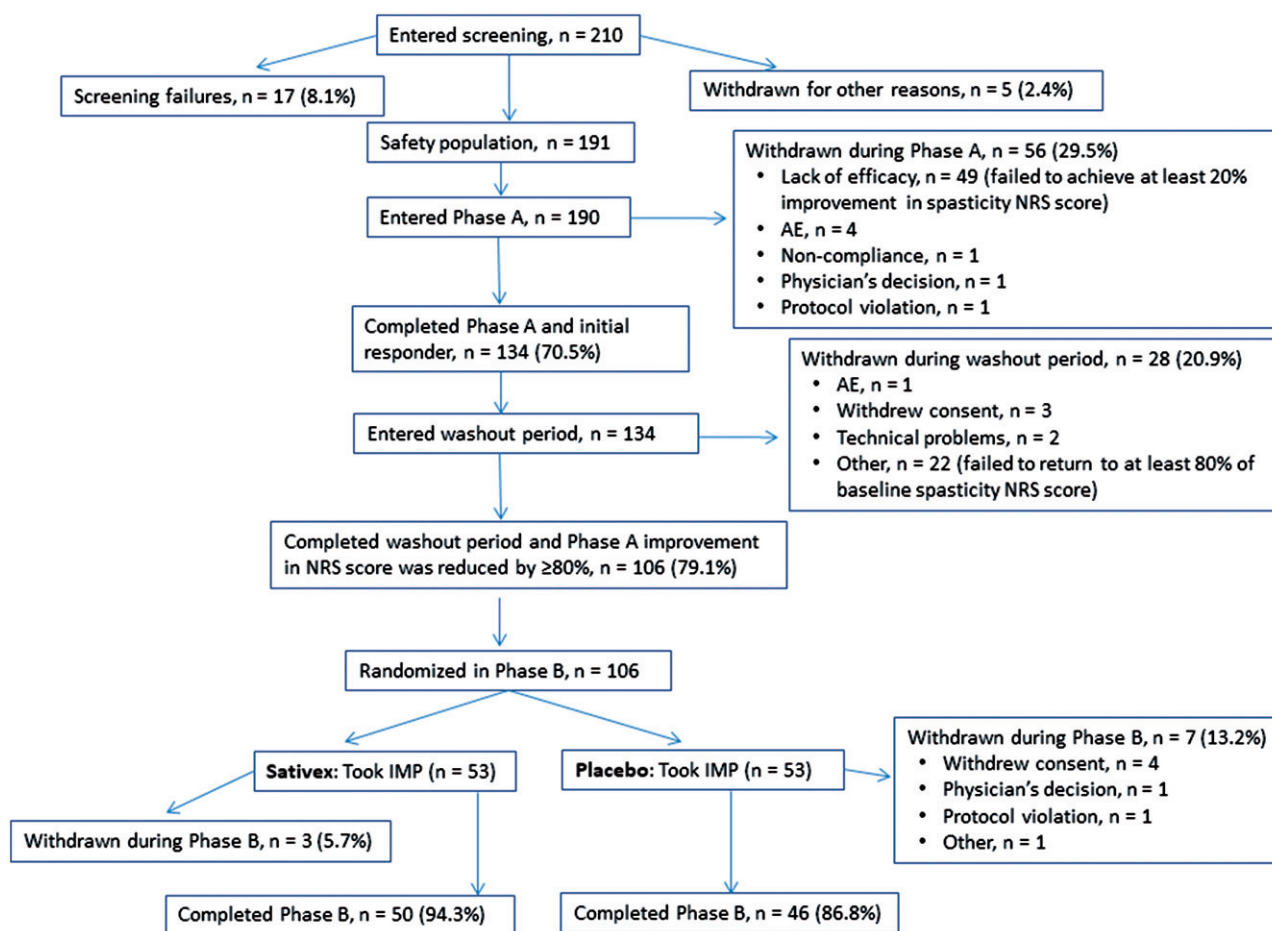 Entered screening, n = 210
Screening failures, n = 17 (8.1%)
Withdrawn for other reasons, n = 5 (2.4%)
Safety population, n = 191
Withdrawn during Phase A, n = 56 (29.5%)
• Lack of efficacy, n = 49 (failed to achieve at least 20%
improvement in spasticity NRS score)
• AE, n = 4
• Non-compliance, n = 1
• Physician's decision, n = 1
• Protocol violation, n = 1
Entered Phase A, n = 190
Completed Phase A and initial
responder, n = 134 (70.5%)
Withdrawn during washout period, n = 28 (20.9%)
• AE, n = 1
• Withdrew consent, n = 3
• Technical problems, n = 2
• Other, n = 22 (failed to return to at least 80% of
baseline spasticity NRS score)
Entered washout period, n = 134
Completed washout period and Phase A improvement
in NRS score was reduced by ≥80%, n = 106 (79.1%)
Randomized in Phase B, n = 106
Sativex: Took IMP (n = 53)
Placebo: Took IMP (n = 53)
Withdrawn during Phase B, n = 7 (13.2%)
• Withdrew consent, n = 4
• Physician's decision, n = 1
• Protocol violation, n = 1
• Other, n = 1
Withdrawn during Phase B, n = 3 (5.7%)
Completed Phase B, n = 50 (94.3%)
Completed Phase B, n = 46 (86.8%)